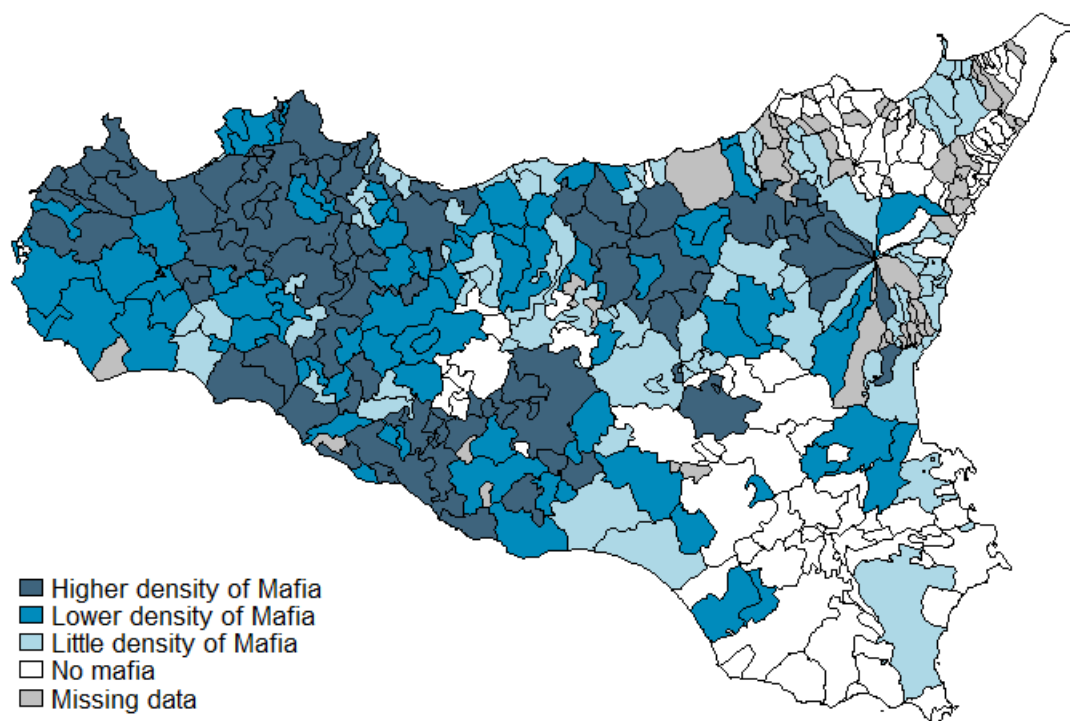 Higher density of Mafia
Lower density of Mafia
Little density of Mafia
No mafia
Missing data